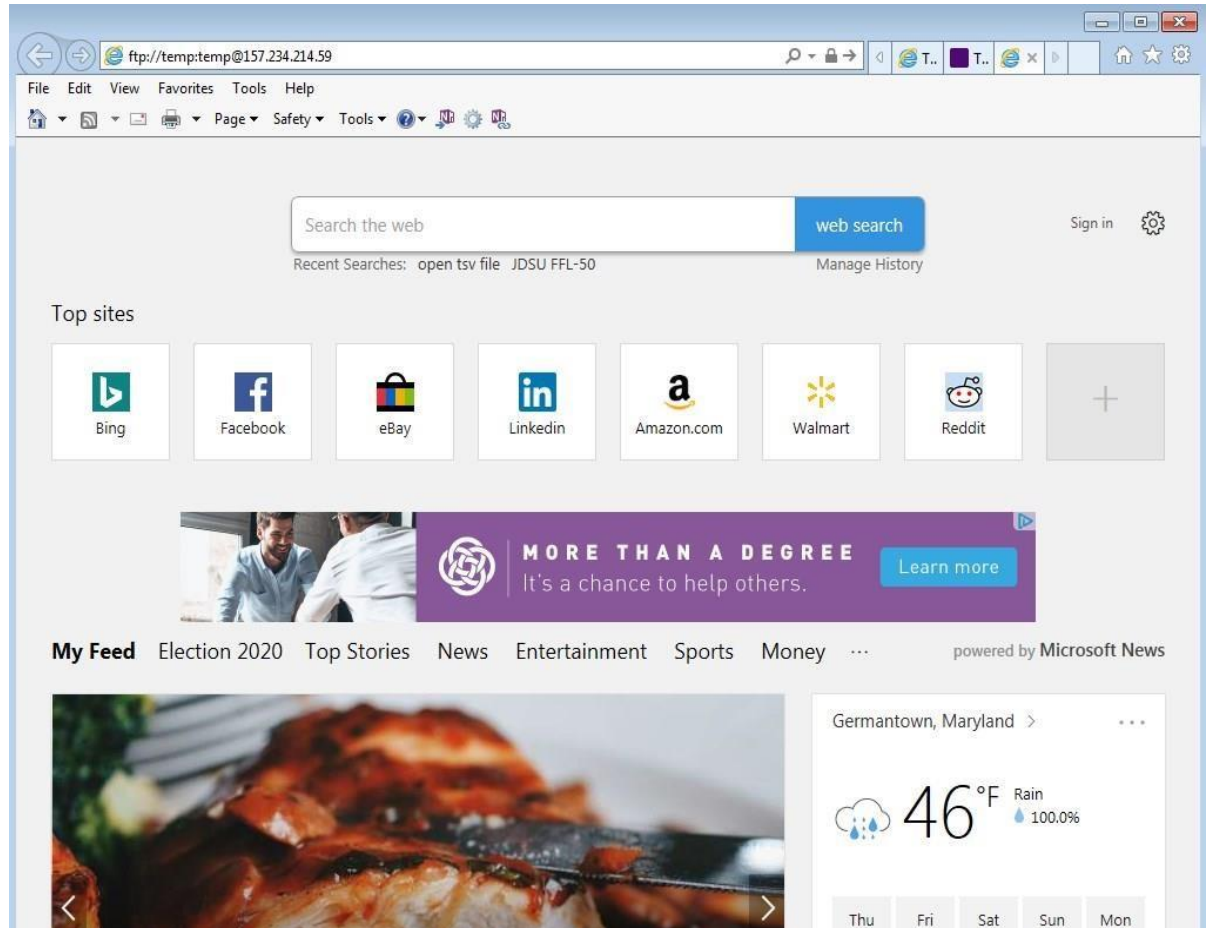 ftp://temp:temp@157.234.214.59
T.. T..
File Edit View Favorites Tools Help
Page Safety Tools
Search the web
web search
Sign in
Recent Searches: open tsv file JDSU FFL-50
Manage History
Top sites
Bing
Facebook
eBay
Linkedin
Amazon.com
Walmart
Reddit
MORE THAN A DEGREE
It's a chance to help others.
Learn more
My Feed Election 2020 Top Stories News Entertainment Sports Money ...
powered by Microsoft News
Germantown, Maryland >
46°F
Rain
100.0%
Thu Fri Sat Sun Mon